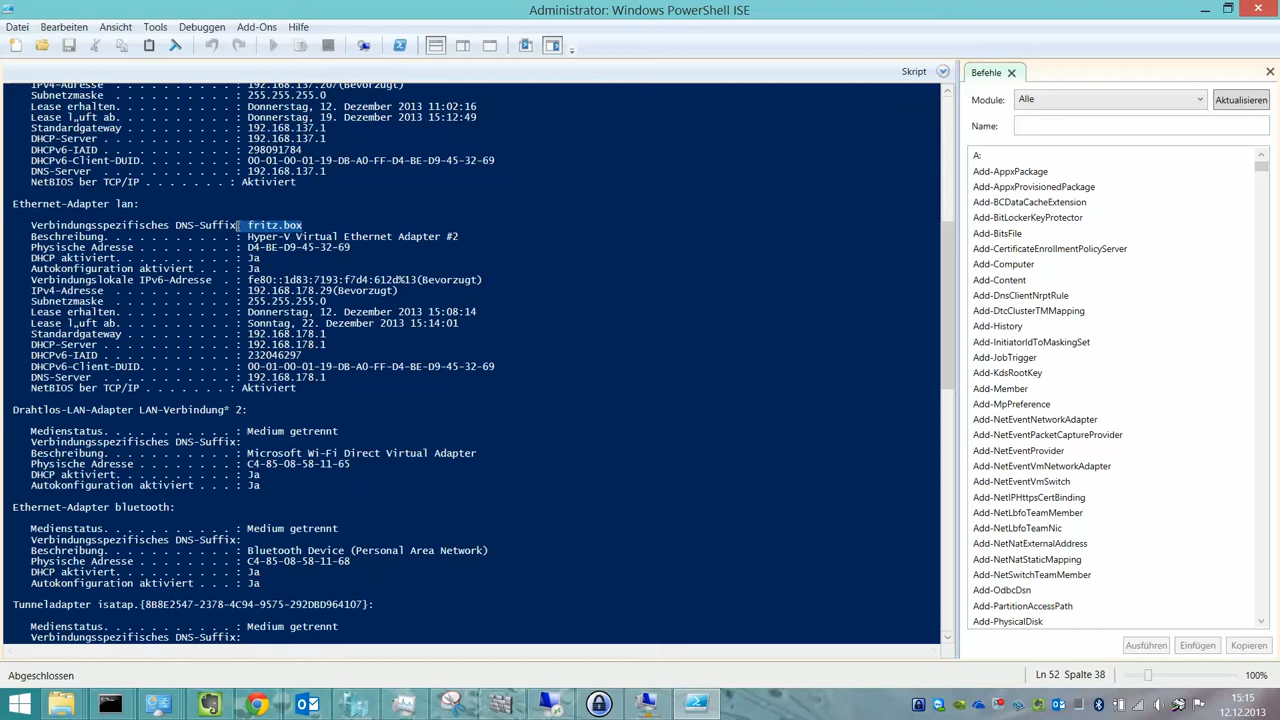 Administrator: Windows PowerShell ISE
Datei Bearbeiten Ansicht Tools Debuggen Add-Ons Hilfe
Skript
IPv4-Adresse . . . . . . . . . . : 192.168.137.207(Bevorzugt)
Subnetzmaske . . . . . . . . . . : 255.255.255.0
Lease erhalten. . . . . . . . . . : Donnerstag, 12. Dezember 2013 11:02:16
Lease l„uft ab. . . . . . . . . . : Donnerstag, 19. Dezember 2013 15:12:49
Standardgateway . . . . . . . . . : 192.168.137.1
DHCP-Server . . . . . . . . . . . : 192.168.137.1
DHCPv6-IAID . . . . . . . . . . . : 298091784
DHCPv6-Client-DUID. . . . . . . . : 00-01-00-01-19-DB-A0-FF-D4-BE-D9-45-32-69
DNS-Server . . . . . . . . . . . : 192.168.137.1
NetBIOS ber TCP/IP . . . . . . . : Aktiviert
Ethernet-Adapter lan:
Verbindungsspezifisches DNS-Suffix: fritz.box
Beschreibung. . . . . . . . . . . : Hyper-V Virtual Ethernet Adapter #2
Physische Adresse . . . . . . . . : D4-BE-D9-45-32-69
DHCP aktiviert. . . . . . . . . . : Ja
Autokonfiguration aktiviert . . . : Ja
Verbindungslokale IPv6-Adresse . : fe80::1d83:7193:f7d4:612d%13(Bevorzugt)
IPv4-Adresse . . . . . . . . . . : 192.168.178.29(Bevorzugt)
Subnetzmaske . . . . . . . . . . : 255.255.255.0
Lease erhalten. . . . . . . . . . : Donnerstag, 12. Dezember 2013 15:08:14
Lease l„uft ab. . . . . . . . . . : Sonntag, 22. Dezember 2013 15:14:01
Standardgateway . . . . . . . . . : 192.168.178.1
DHCP-Server . . . . . . . . . . . : 192.168.178.1
DHCPv6-IAID . . . . . . . . . . . : 232046297
DHCPv6-Client-DUID. . . . . . . . : 00-01-00-01-19-DB-A0-FF-D4-BE-D9-45-32-69
DNS-Server . . . . . . . . . . . : 192.168.178.1
NetBIOS ber TCP/IP . . . . . . . : Aktiviert
Drahtlos-LAN-Adapter LAN-Verbindung* 2:
Medienstatus. . . . . . . . . . . : Medium getrennt
Verbindungsspezifisches DNS-Suffix:
Beschreibung. . . . . . . . . . . : Microsoft Wi-Fi Direct Virtual Adapter
Physische Adresse . . . . . . . . : C4-85-08-58-11-65
DHCP aktiviert. . . . . . . . . . : Ja
Autokonfiguration aktiviert . . . : Ja
Ethernet-Adapter bluetooth:
Medienstatus. . . . . . . . . . . : Medium getrennt
Verbindungsspezifisches DNS-Suffix:
Beschreibung. . . . . . . . . . . : Bluetooth Device (Personal Area Network)
Physische Adresse . . . . . . . . : C4-85-08-58-11-68
DHCP aktiviert. . . . . . . . . . : Ja
Autokonfiguration aktiviert . . . : Ja
Tunneladapter isatap.{8B8E2547-2378-4C94-9575-292DBD964107}:
Medienstatus. . . . . . . . . . . : Medium getrennt
Verbindungsspezifisches DNS-Suffix:
Befehle
Module: Alle Aktualisieren
Name:
A:
Add-AppxPackage
Add-AppxProvisionedPackage
Add-BCDataCacheExtension
Add-BitLockerKeyProtector
Add-BitsFile
Add-CertificateEnrollmentPolicyServer
Add-Computer
Add-Content
Add-DnsClientNrptRule
Add-DtcClusterTMMapping
Add-History
Add-InitiatorIdToMaskingSet
Add-JobTrigger
Add-KdsRootKey
Add-Member
Add-MpPreference
Add-NetEventNetworkAdapter
Add-NetEventPacketCaptureProvider
Add-NetEventProvider
Add-NetEventVmNetworkAdapter
Add-NetEventVmSwitch
Add-NetIPHttpsCertBinding
Add-NetLbfoTeamMember
Add-NetLbfoTeamNic
Add-NetNatExternalAddress
Add-NetNatStaticMapping
Add-NetSwitchTeamMember
Add-OdbcDsn
Add-PartitionAccessPath
Add-PhysicalDisk
Ausführen Einfügen Kopieren
Abgeschlossen
Ln 52 Spalte 38
100%
15:15
12.12.2013